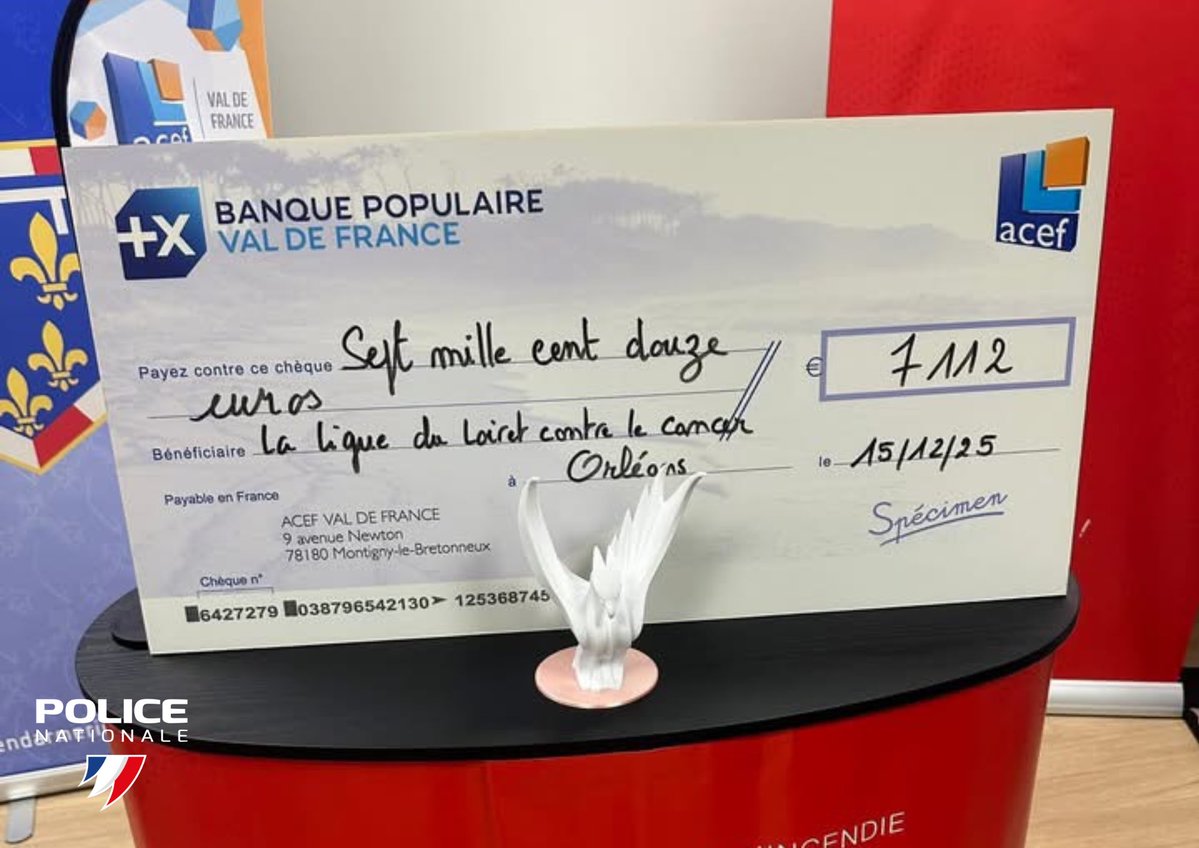 VAL DE
FRANCE
acef
+X BANQUE POPULAIRE
VAL DE FRANCE
acef
Payez contre ce chèque Sept mille cent douze
euros
€ 7112
Bénéficiaire La Ligue du Loiret contre le cancer
à Orléans
le 15/12/25
Payable en France
Spécimen
ACEF VAL DE FRANCE
9 avenue Newton
78180 Montigny-le-Bretonneux
Chèque n°
6427279 038796542130 125368745
POLICE
NATIONALE
INCENDIE